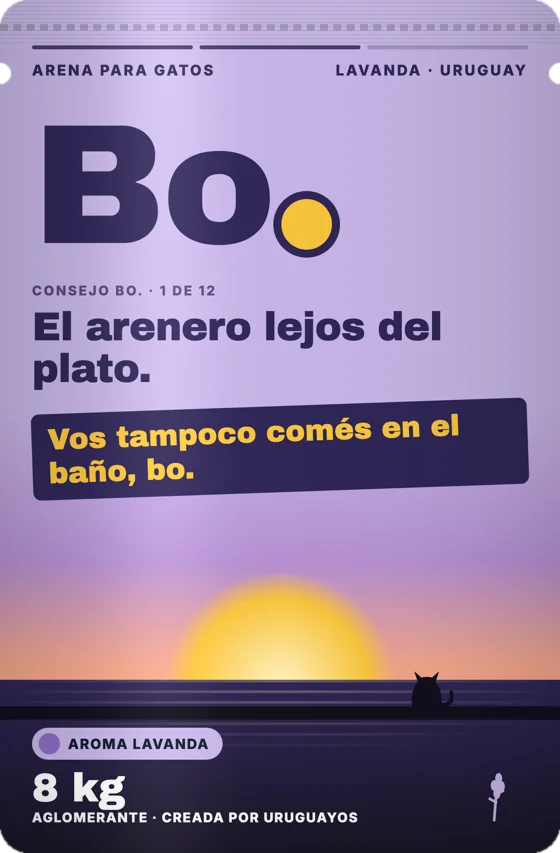 ARENA PARA GATOS
LAVANDA · URUGUAY
Bo.
CONSEJO BO. · 1 DE 12
El arenero lejos del
plato.
Vos tampoco comés en el
baño, bo.
AROMA LAVANDA
8 kg
AGLOMERANTE · CREADA POR URUGUAYOS